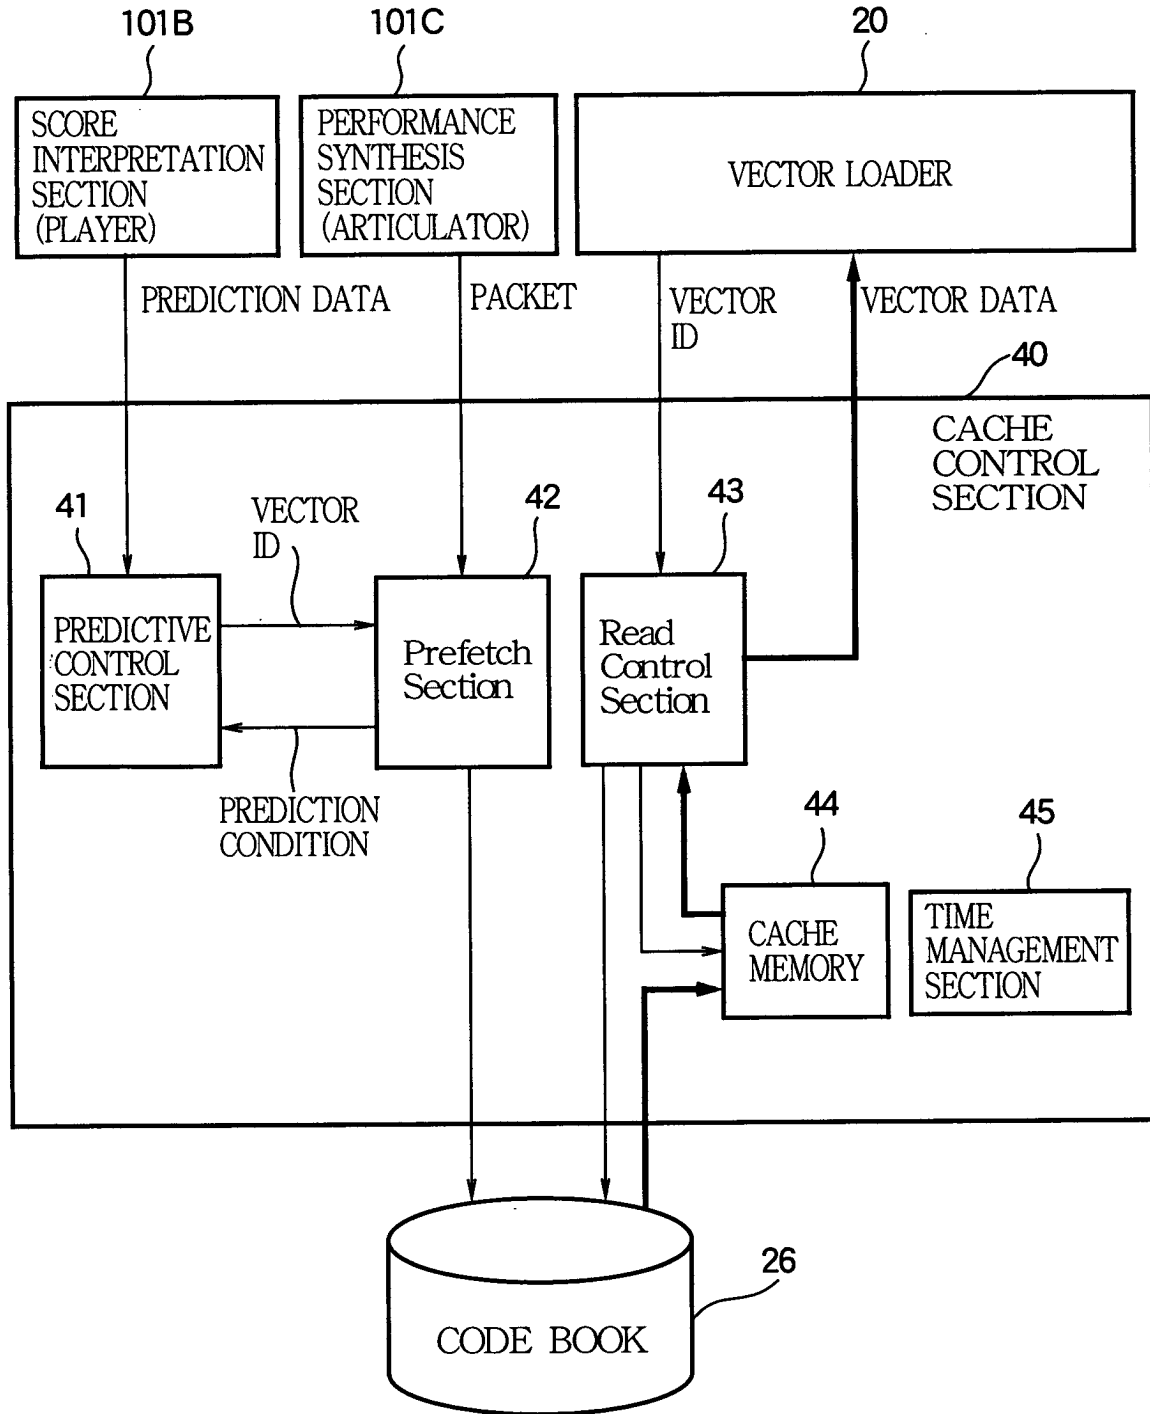 101B
101C
20
SCORE
INTERPRETATION
SECTION
(PLAYER)
PERFORMANCE
SYNTHESIS
SECTION
(ARTICULATOR)
VECTOR LOADER
PREDICTION DATA
PACKET
VECTOR
ID
VECTOR DATA
40
CACHE
CONTROL
SECTION
41
VECTOR
ID
42
43
PREDICTIVE
CONTROL
SECTION
Prefetch
Section
Read
Control
Section
PREDICTION
CONDITION
44
45
CACHE
MEMORY
TIME
MANAGEMENT
SECTION
26
CODE BOOK